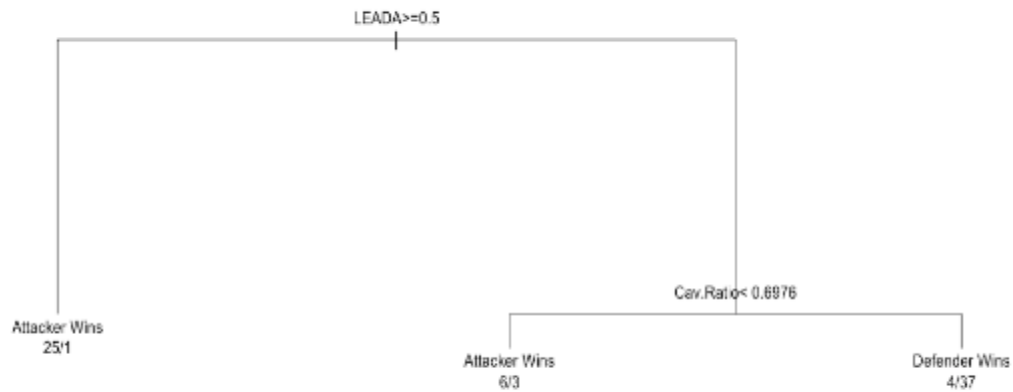 LEADA>=0.5
Cav.Ratio< 0.6976
Attacker Wins
25/1
Attacker Wins
6/3
Defender Wins
4/37